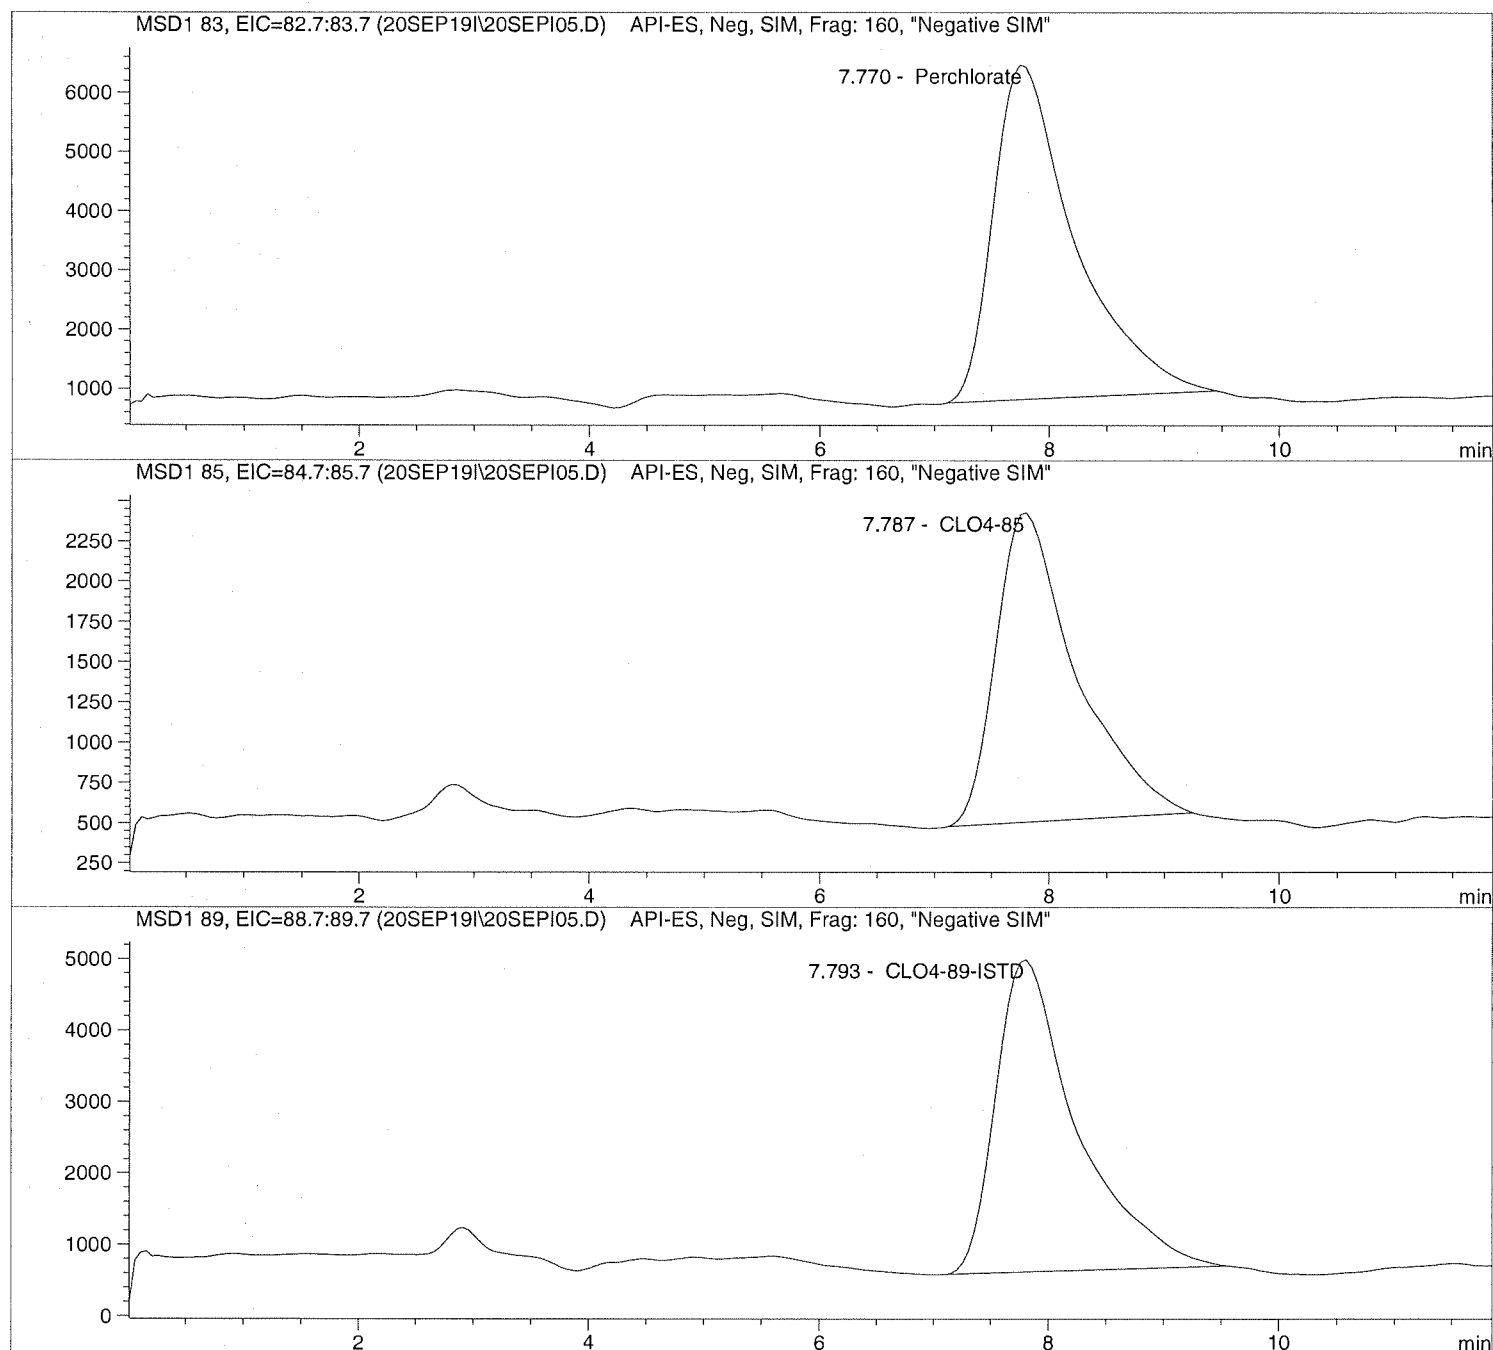 MSD1 83, EIC=82.7:83.7 (20SEP19I\20SEPI05.D) API-ES, Neg, SIM, Frag: 160, "Negative SIM"
7.770 - Perchlorate
6000
5000
4000
3000
2000
1000
2 4 6 8 10 min
MSD1 85, EIC=84.7:85.7 (20SEP19I\20SEPI05.D) API-ES, Neg, SIM, Frag: 160, "Negative SIM"
7.787 - CLO4-85
2250
2000
1750
1500
1250
1000
750
500
250
2 4 6 8 10 min
MSD1 89, EIC=88.7:89.7 (20SEP19I\20SEPI05.D) API-ES, Neg, SIM, Frag: 160, "Negative SIM"
7.793 - CLO4-89-ISTD
5000
4000
3000
2000
1000
0
2 4 6 8 10 min